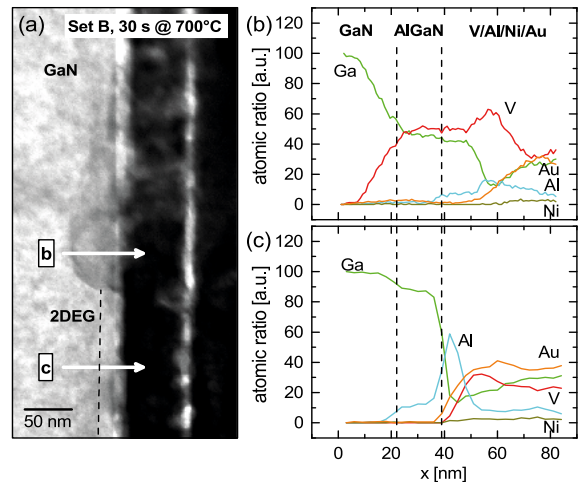 (a)
Set B, 30 s @ 700°C
GaN
b
2DEG
c
50 nm
(b)
GaN AlGaN V/Al/Ni/Au
120
100
80
60
40
20
0
atomic ratio [a.u.]
Ga
V
Au
Al
Ni
(c)
120
100
80
60
40
20
0
atomic ratio [a.u.]
Ga
Al
Au
V
Ni
0 20 40 60 80
x [nm]